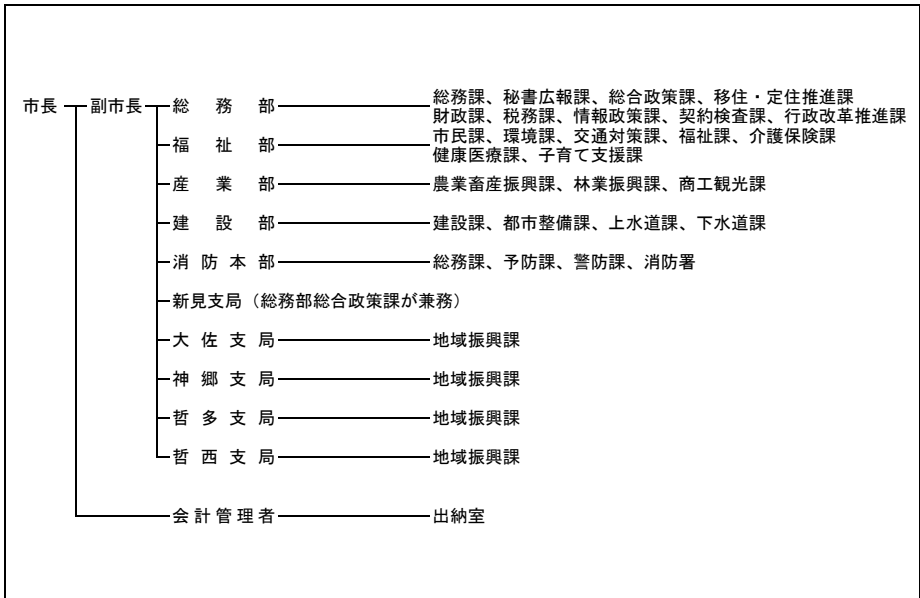 市長 副市長 総務部 総務課、秘書広報課、総合政策課、移住・定住推進課
財政課、税務課、情報政策課、契約検査課、行政改革推進課
福祉部 市民課、環境課、交通対策課、福祉課、介護保険課
健康医療課、子育て支援課
産業部 農業畜産振興課、林業振興課、商工観光課
建設部 建設課、都市整備課、上水道課、下水道課
消防本部 総務課、予防課、警防課、消防署
新見支局（総務部総合政策課が兼務）
大佐支局 地域振興課
神郷支局 地域振興課
哲多支局 地域振興課
哲西支局 地域振興課
会計管理者 出納室